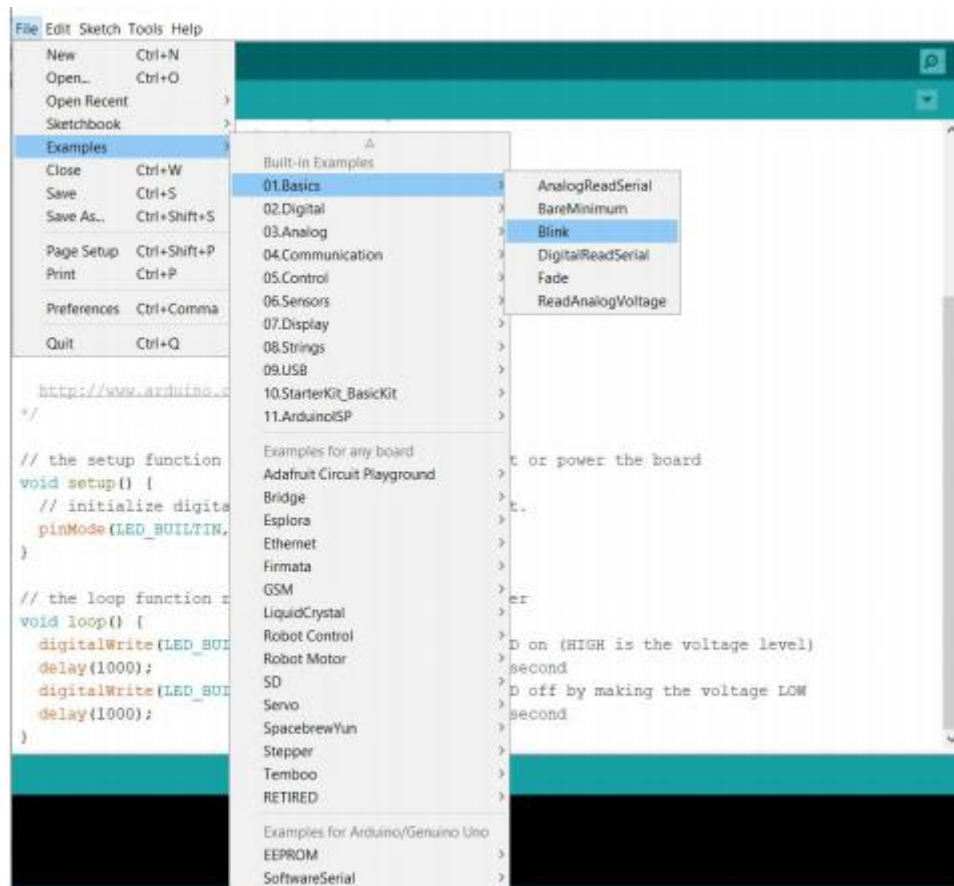 File Edit Sketch Tools Help
New Ctrl+N
Open... Ctrl+O
Open Recent
Sketchbook
Examples
Close Ctrl+W
Save Ctrl+S
Save As... Ctrl+Shift+S
Page Setup Ctrl+Shift+P
Print Ctrl+P
Preferences Ctrl+Comma
Quit Ctrl+Q
Built-in Examples
01.Basics
02.Digital
03.Analog
04.Communication
05.Control
06.Sensors
07.Display
08.Strings
09.USB
10.StarterKit_BasicKit
11.ArduinoISP
Examples for any board
Adafruit Circuit Playground
Bridge
Esplora
Ethernet
Firmata
GSM
LiquidCrystal
Robot Control
Robot Motor
SD
Servo
SpacebrewYun
Stepper
Temboo
RETIRED
Examples for Arduino/Genuino Uno
EEPROM
SoftwareSerial
AnalogReadSerial
BareMinimum
Blink
DigitalReadSerial
Fade
ReadAnalogVoltage
http://www.arduino.c
*/
// the setup function t or power the board
void setup() {
// initialize digita t.
pinMode(LED_BUILTIN,
}
// the loop function r er
void loop() {
digitalWrite(LED_BUI D on (HIGH is the voltage level)
delay(1000); second
digitalWrite(LED_BUI D off by making the voltage LOW
delay(1000); second
}